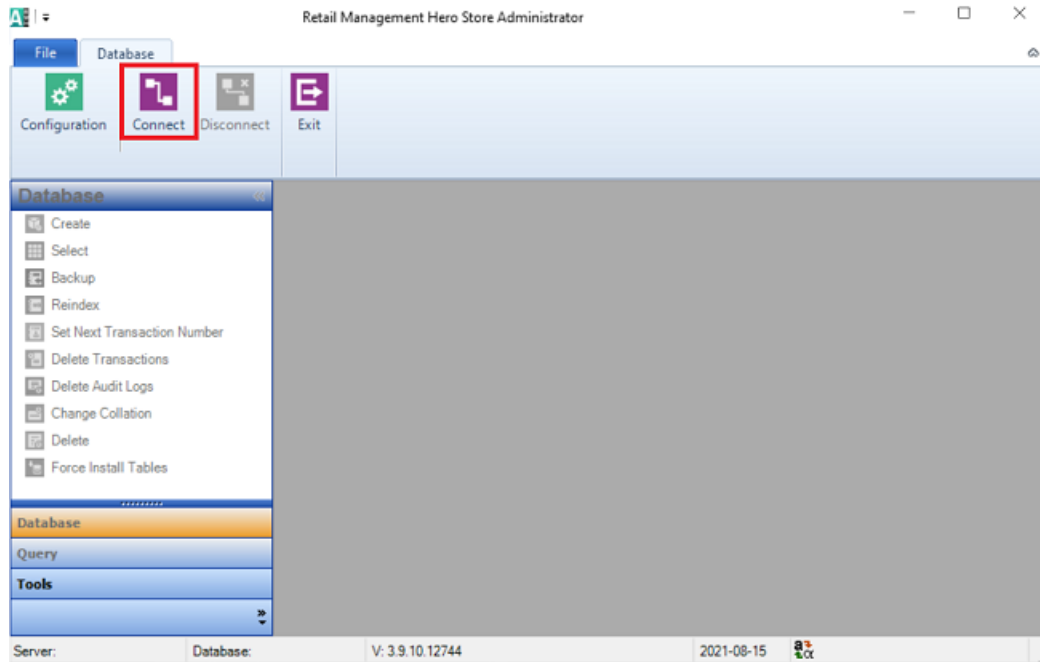 Retail Management Hero Store Administrator
File Database
Configuration Connect Disconnect Exit
Database
Create
Select
Backup
Reindex
Set Next Transaction Number
Delete Transactions
Delete Audit Logs
Change Collation
Delete
Force Install Tables
Database
Query
Tools
Server: Database: V: 3.9.10.12744 2021-08-15